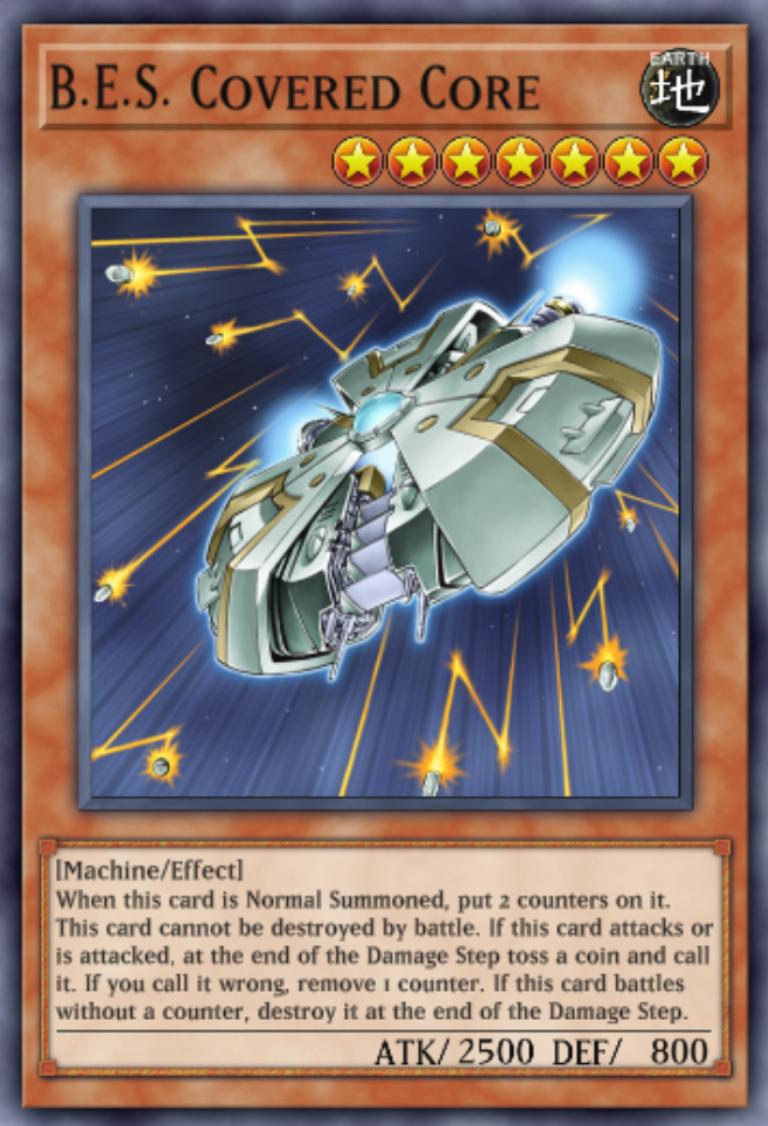 B.E.S. Covered Core
EARTH
地
[Machine/Effect]
When this card is Normal Summoned, put 2 counters on it.
This card cannot be destroyed by battle. If this card attacks or
is attacked, at the end of the Damage Step toss a coin and call
it. If you call it wrong, remove 1 counter. If this card battles
without a counter, destroy it at the end of the Damage Step.
ATK/ 2500 DEF/ 800